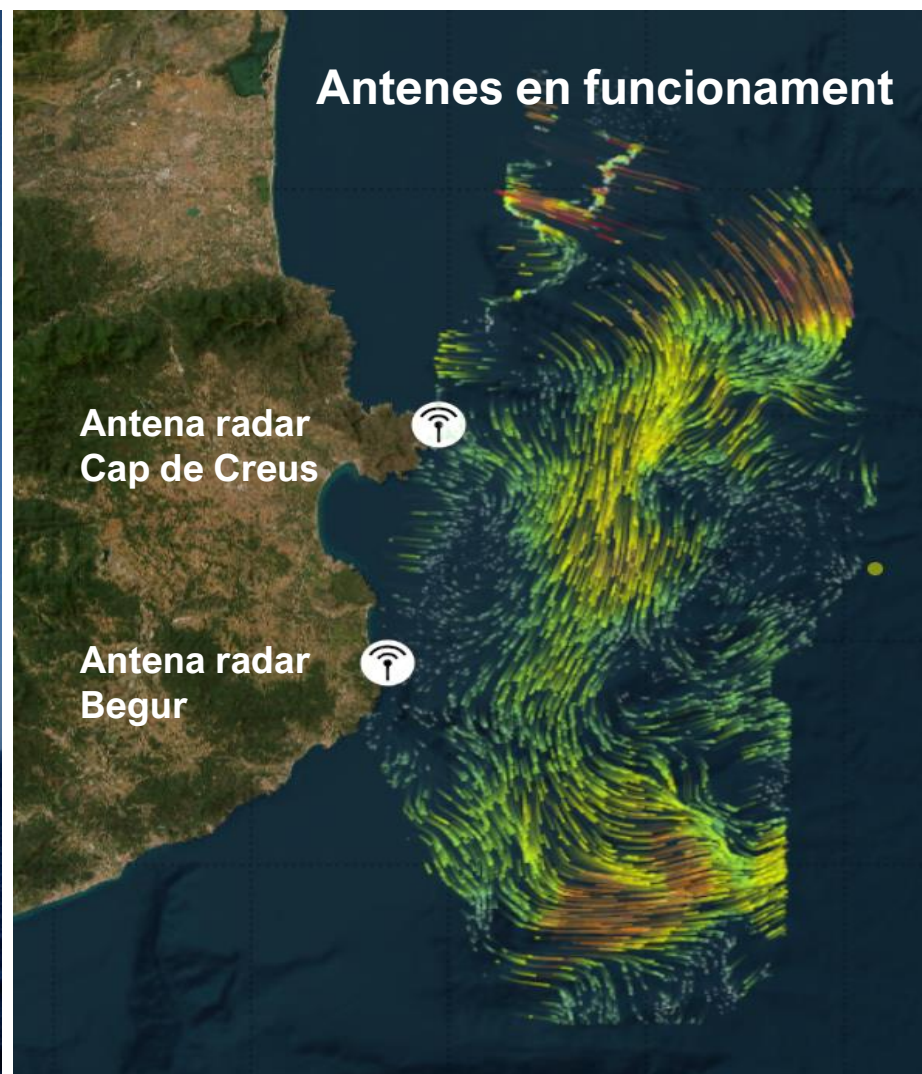 Antenes en funcionament
Antena radar
Cap de Creus
Antena radar
Begur